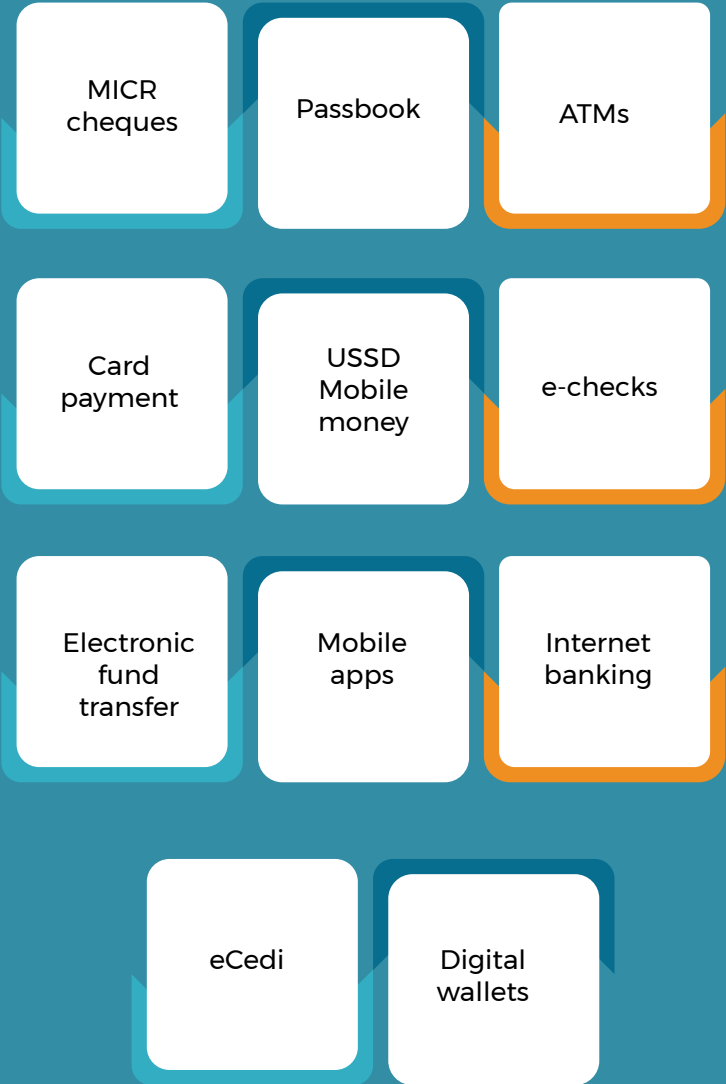 MICR
cheques
Passbook
ATMs
Card
payment
USSD
Mobile
money
e-checks
Electronic
fund
transfer
Mobile
apps
Internet
banking
eCedi
Digital
wallets